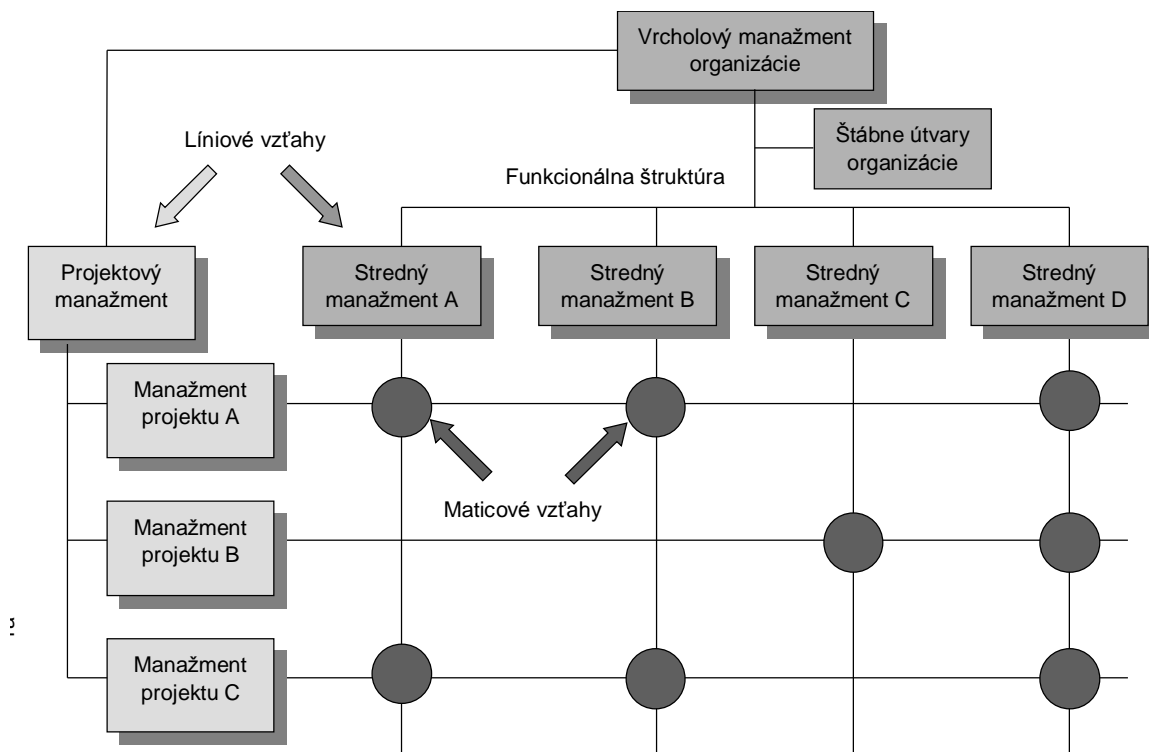 Vrcholový manažment
organizácie
Štábne útvary
organizácie
Líniové vzťahy
Funkcionálna štruktúra
Projektový
manažment
Stredný
manažment A
Stredný
manažment B
Stredný
manažment C
Stredný
manažment D
Manažment
projektu A
Maticové vzťahy
Manažment
projektu B
Manažment
projektu C